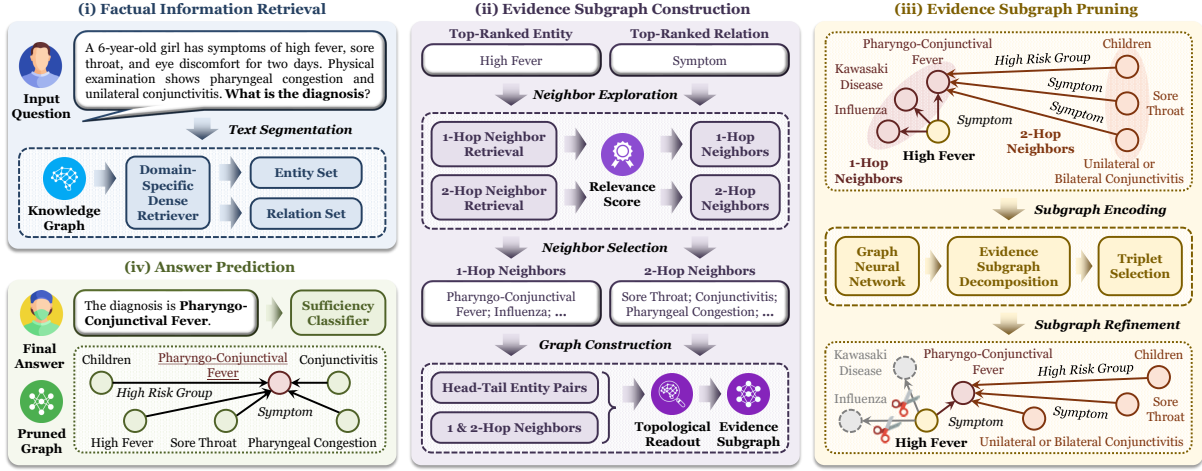 (i) Factual Information Retrieval
A 6-year-old girl has symptoms of high fever, sore
throat, and eye discomfort for two days. Physical
examination shows pharyngeal congestion and
unilateral conjunctivitis. What is the diagnosis?
Input
Question
Text Segmentation
Knowledge
Graph
Domain-
Specific
Dense
Retriever
Entity Set
Relation Set
(iv) Answer Prediction
The diagnosis is Pharyngo-
Conjunctival Fever.
Sufficiency
Classifier
Final
Answer
Pruned
Graph
Children
Pharyngo-Conjunctival
Fever
Conjunctivitis
High Risk Group
Symptom
High Fever
Sore Throat
Pharyngeal Congestion
(ii) Evidence Subgraph Construction
Top-Ranked Entity
Top-Ranked Relation
High Fever
Symptom
Neighbor Exploration
1-Hop Neighbor
Retrieval
2-Hop Neighbor
Retrieval
Relevance
Score
1-Hop
Neighbors
2-Hop
Neighbors
Neighbor Selection
1-Hop Neighbors
2-Hop Neighbors
Pharyngo-Conjunctival
Fever; Influenza; ...
Sore Throat; Conjunctivitis;
Pharyngeal Congestion; ...
Graph Construction
Head-Tail Entity Pairs
1 & 2-Hop Neighbors
Topological
Readout
Evidence
Subgraph
(iii) Evidence Subgraph Pruning
Pharyngo-Conjunctival
Fever
Children
Kawasaki
Disease
High Risk Group
Symptom
Influenza
Symptom
Sore
Throat
Symptom
2-Hop
Neighbors
High Fever
1-Hop
Neighbors
Unilateral or
Bilateral Conjunctivitis
Subgraph Encoding
Graph
Neural
Network
Evidence
Subgraph
Decomposition
Triplet
Selection
Subgraph Refinement
Kawasaki
Disease
Pharyngo-Conjunctival
Fever
Children
High Risk Group
Influenza
Sore
Throat
Symptom
Symptom
High Fever
Unilateral or Bilateral Conjunctivitis